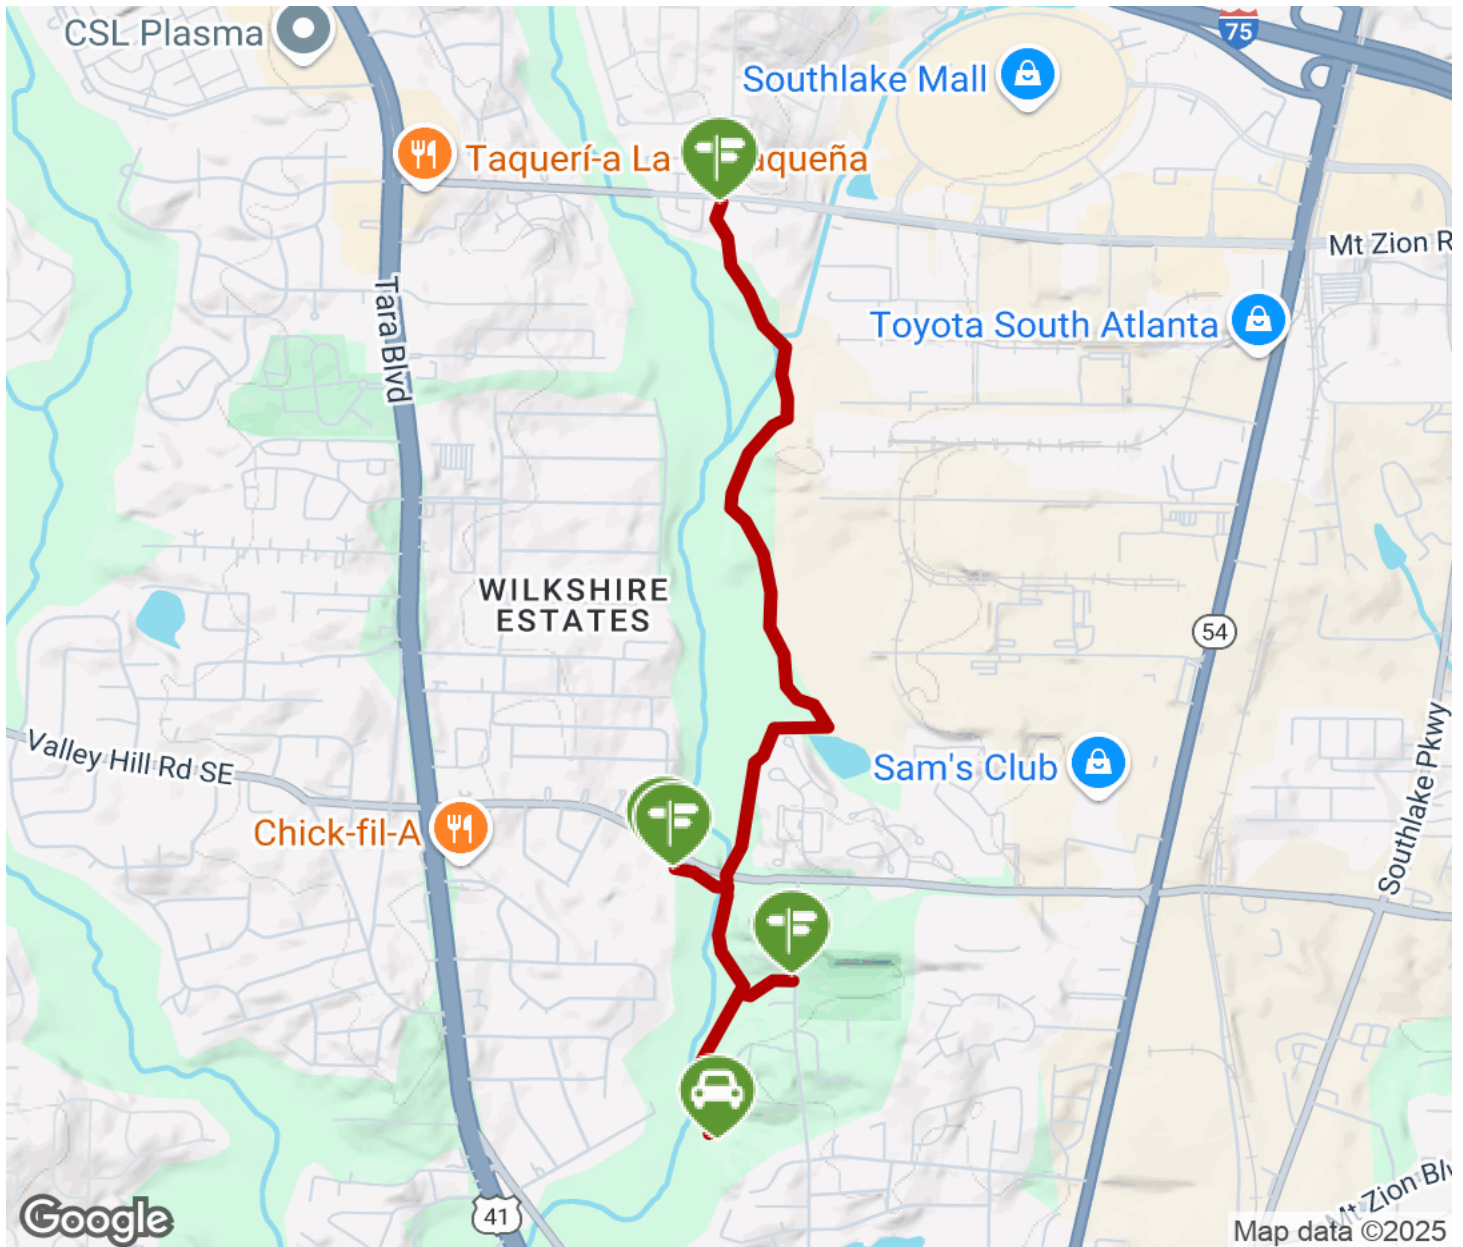 CSL Plasma
75
Southlake Mall
Taquerí-a La
aqueña
Mt Zion R
Tara Blvd
Toyota South Atlanta
WILKSHIRE
ESTATES
54
Valley Hill Rd SE
Sam's Club
Southlake Pkwy
Chick-fil-A
41
Mt Zion Blv
Google
Map data ©2025